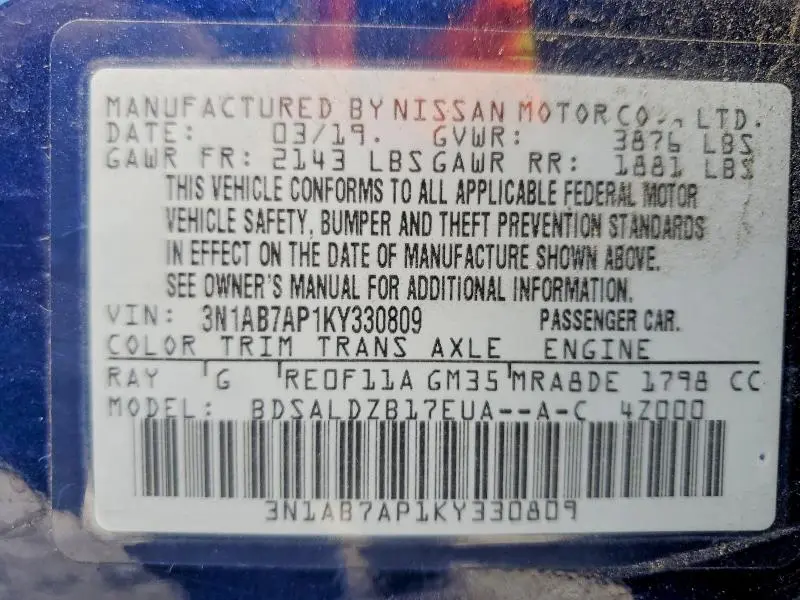 MANUFACTURED BY NISSAN MOTOR CO., LTD.
DATE: 03/19. GVWR: 3876 LBS
GAWR FR: 2143 LBS GAWR RR: 1881 LBS
THIS VEHICLE CONFORMS TO ALL APPLICABLE FEDERAL MOTOR
VEHICLE SAFETY, BUMPER AND THEFT PREVENTION STANDARDS
IN EFFECT ON THE DATE OF MANUFACTURE SHOWN ABOVE.
SEE OWNER'S MANUAL FOR ADDITIONAL INFORMATION.
VIN: 3N1AB7AP1KY330809 PASSENGER CAR.
COLOR TRIM TRANS AXLE ENGINE
RAY G RE0F11A GM35 MRA8DE 1798 CC
MODEL: BDSALDZB17EUA--A-C 4Z000
3N1AB7AP1KY330809